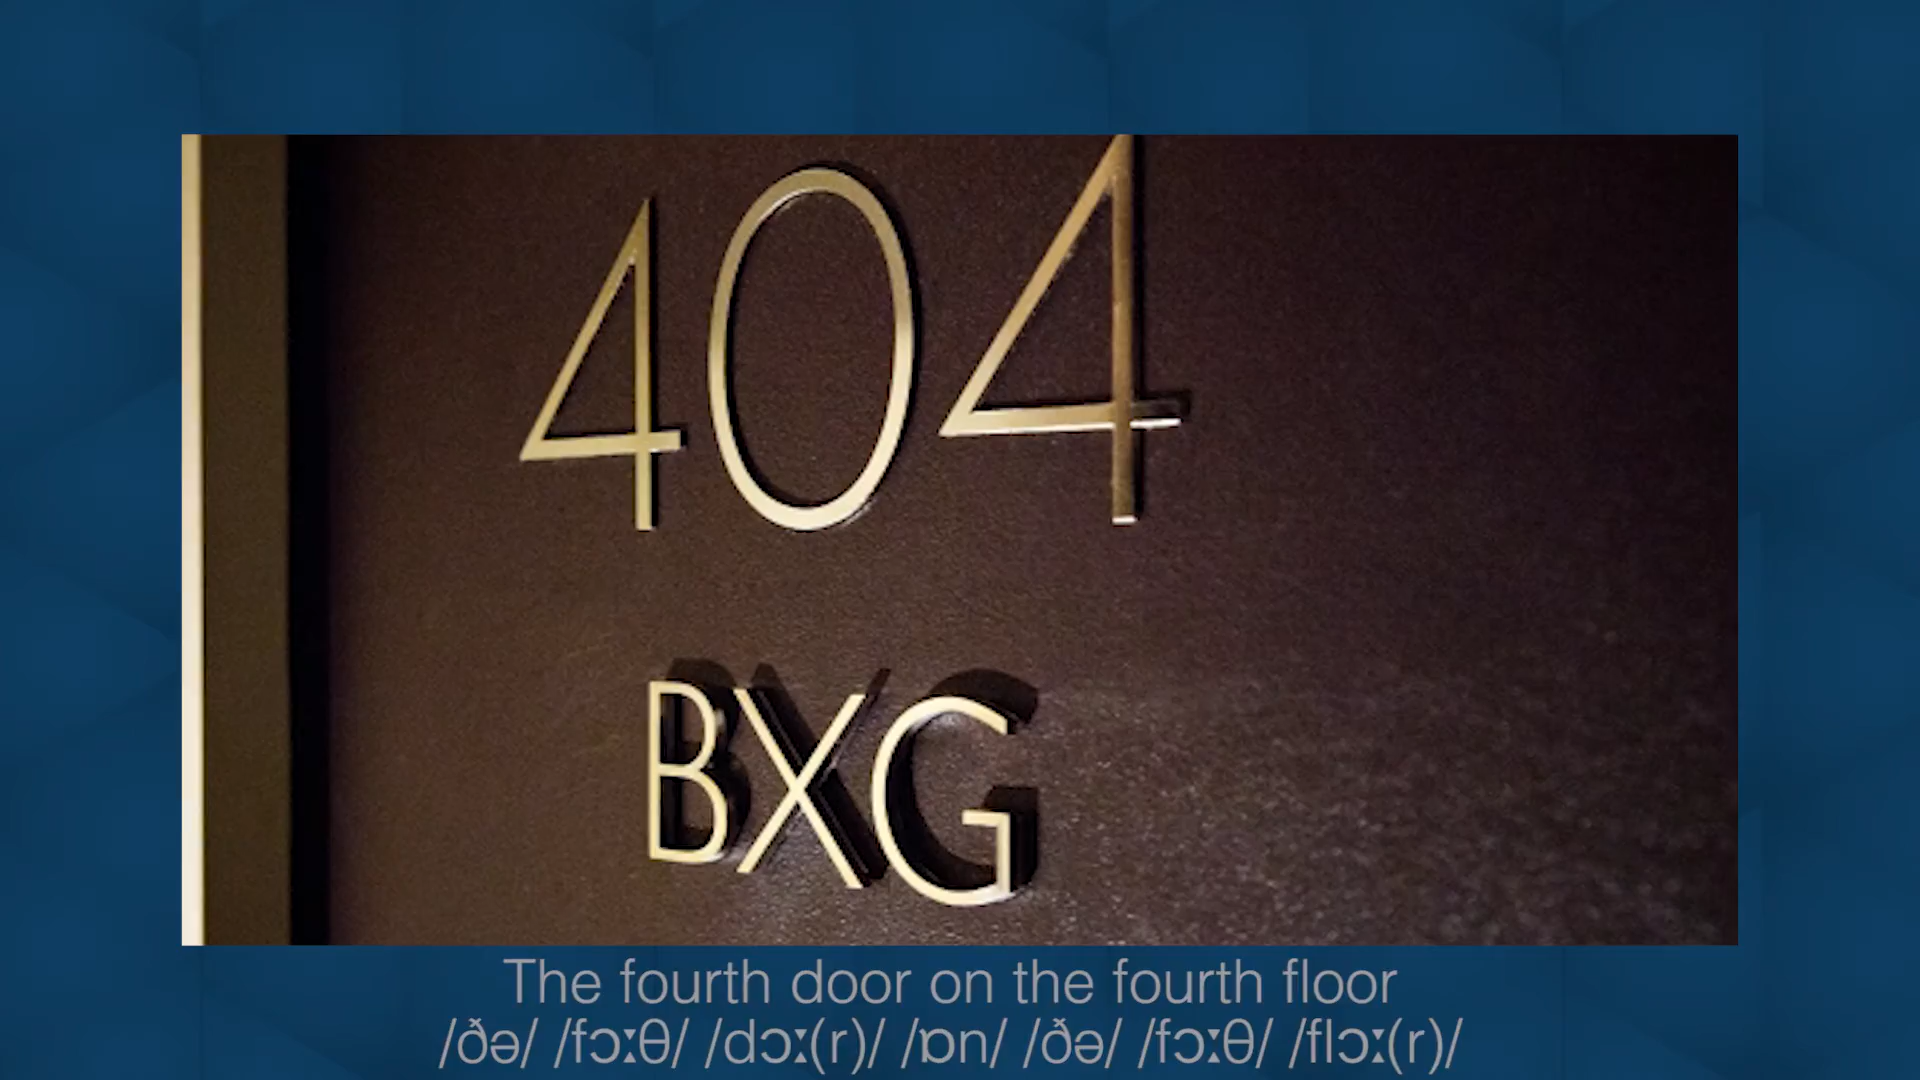 404
BXG
The fourth door on the fourth floor
/ðə/ /fɔːθ/ /dɔː(r)/ /ɒn/ /ðə/ /fɔːθ/ /flɔː(r)/